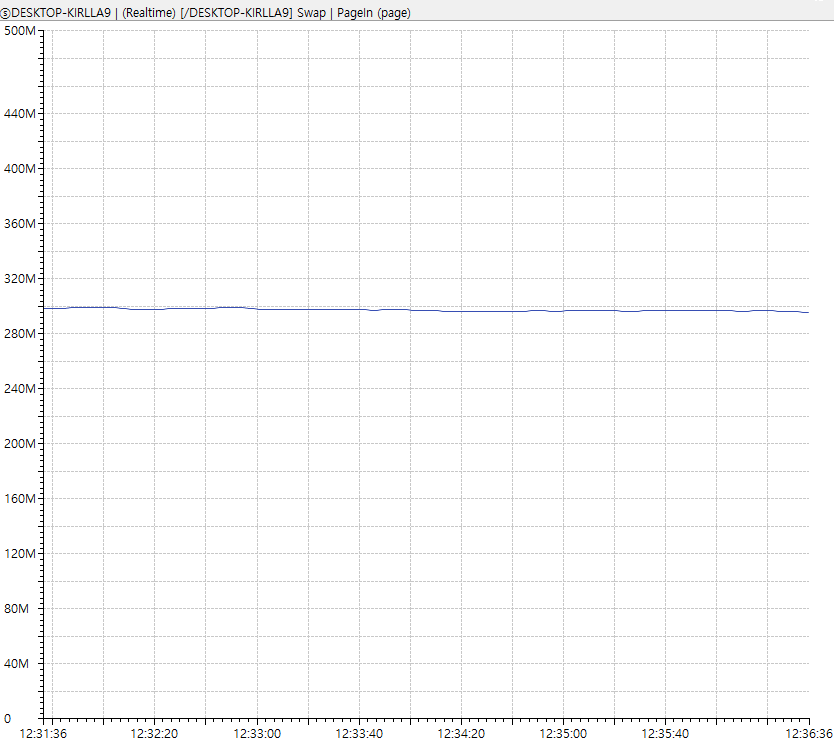 ⓢDESKTOP-KIRLLA9 | (Realtime) [/DESKTOP-KIRLLA9] Swap | PageIn (page)
500M
440M
400M
360M
320M
280M
240M
200M
160M
120M
80M
40M
0
12:31:36 12:32:20 12:33:00 12:33:40 12:34:20 12:35:00 12:35:40 12:36:36